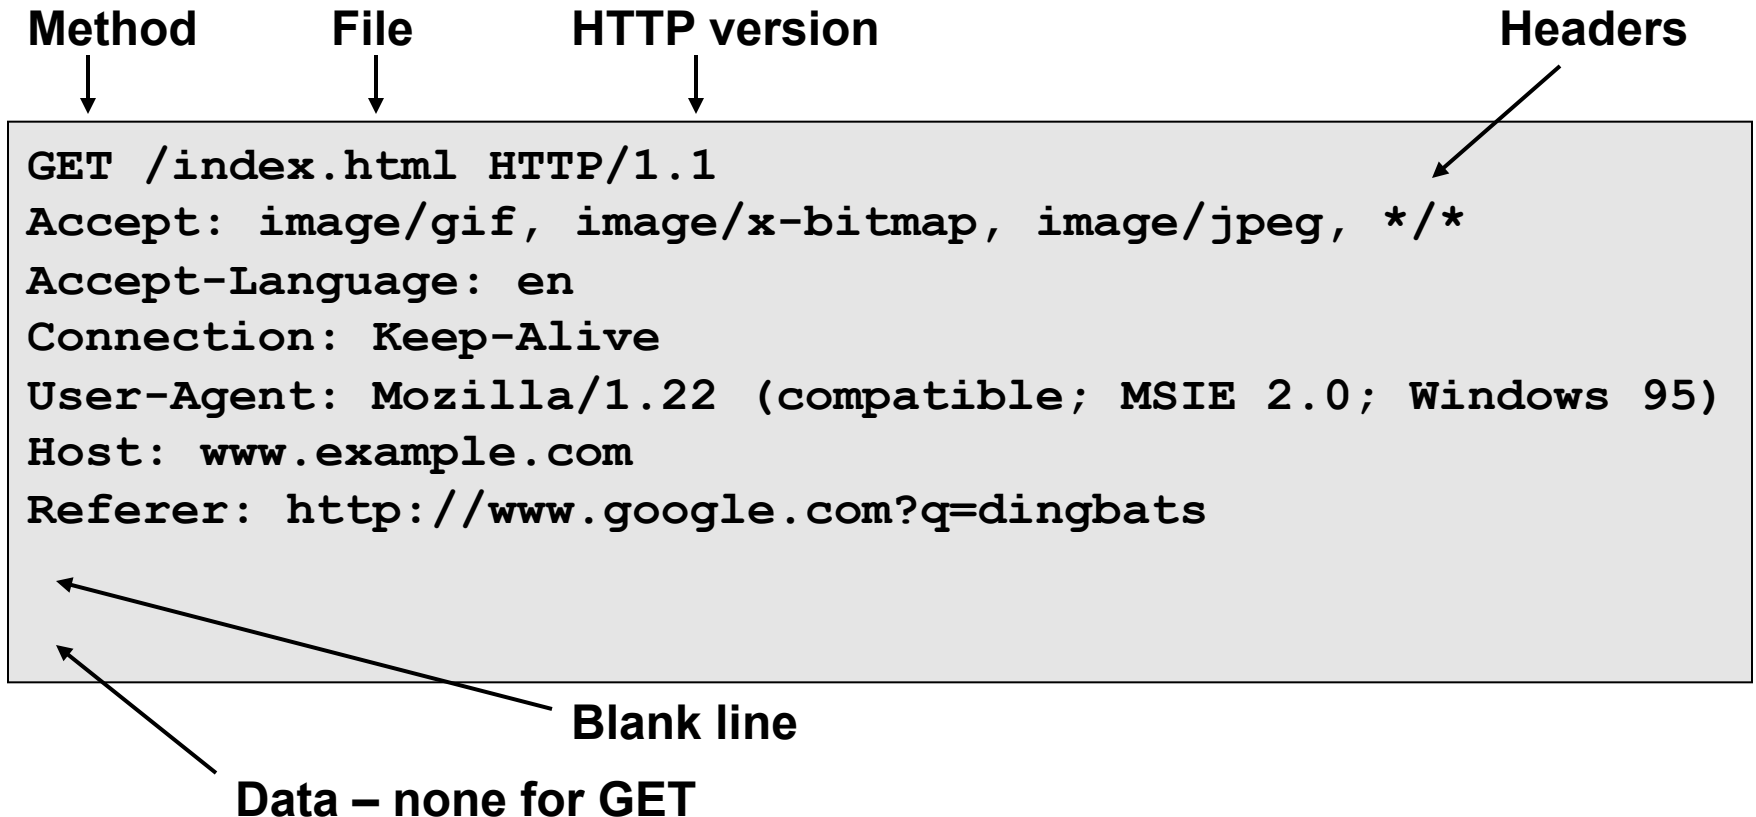 Method File HTTP version Headers
GET /index.html HTTP/1.1
Accept: image/gif, image/x-bitmap, image/jpeg, */*
Accept-Language: en
Connection: Keep-Alive
User-Agent: Mozilla/1.22 (compatible; MSIE 2.0; Windows 95)
Host: www.example.com
Referer: http://www.google.com?q=dingbats
Blank line
Data – none for GET